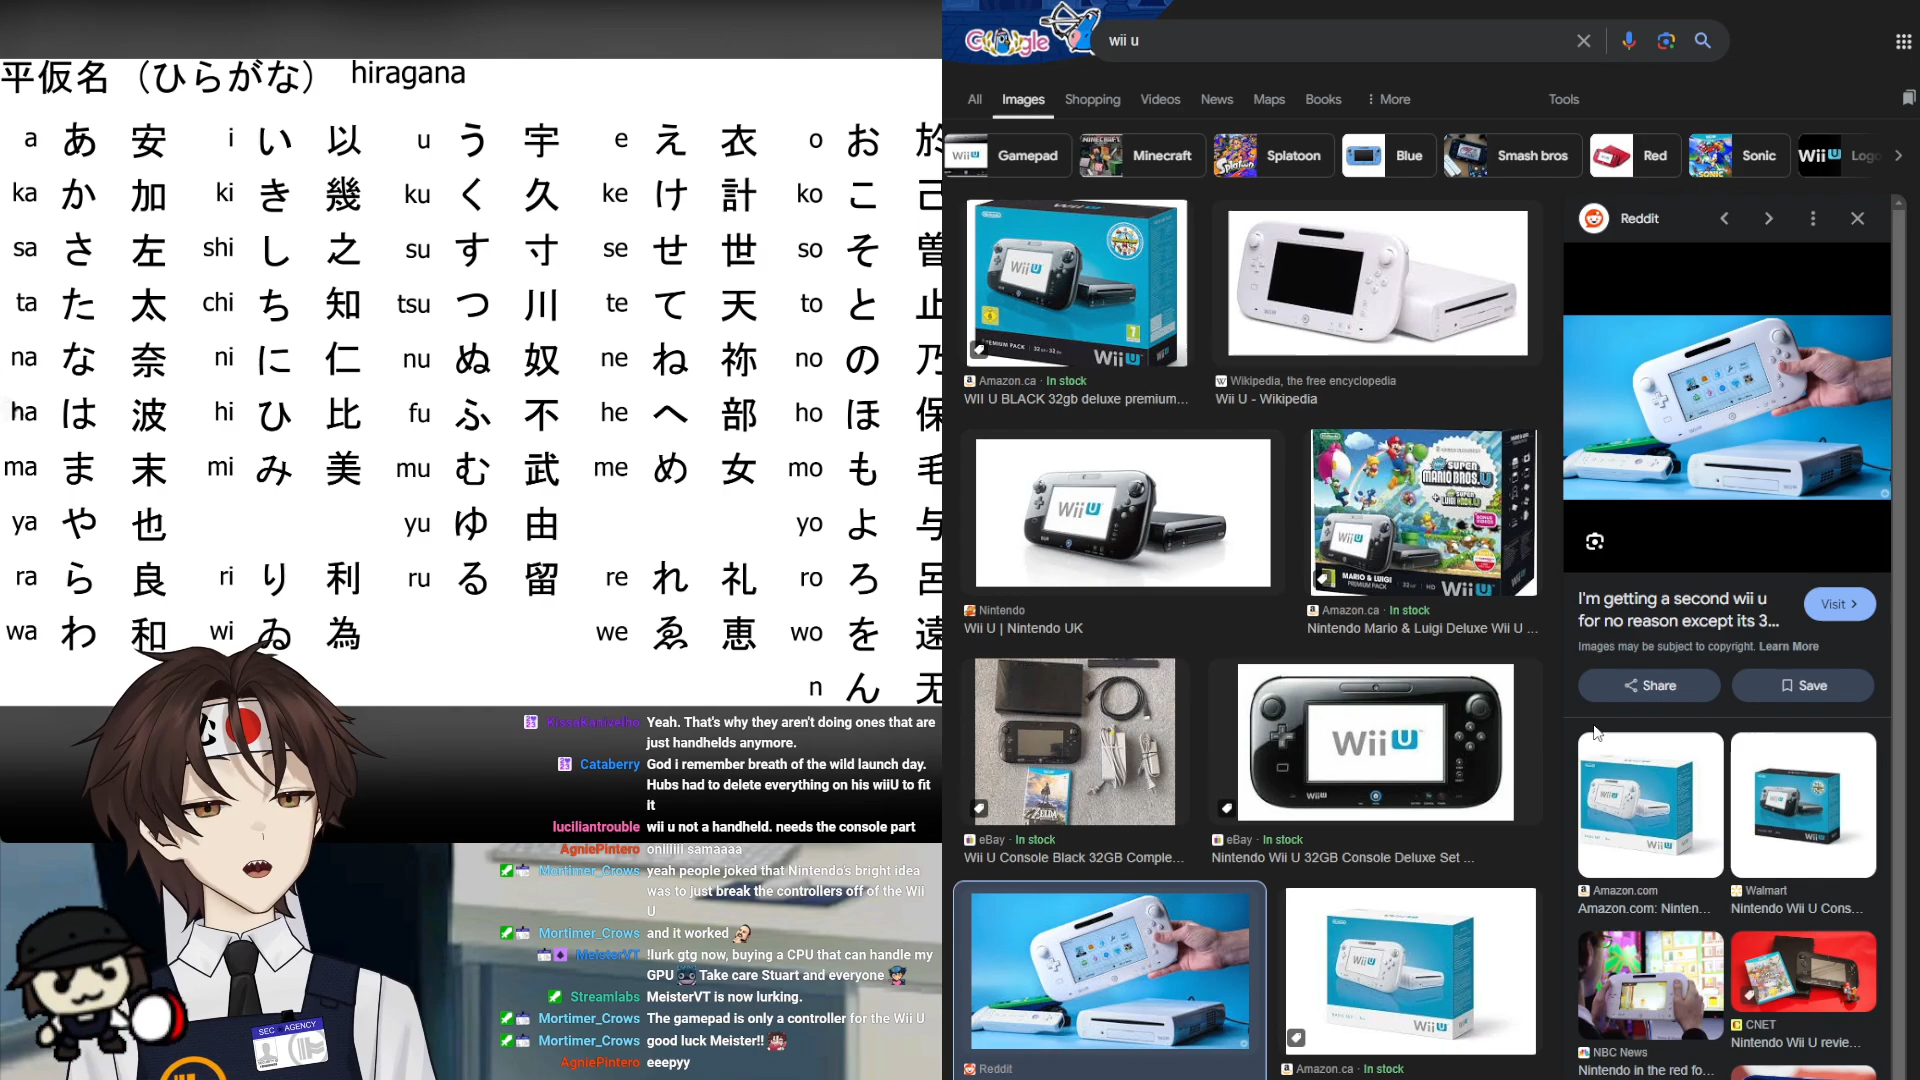 平仮名（ひらがな） hiragana
a あ 安 i い 以 u う 宇 e え 衣 o お 於
ka か 加 ki き 幾 ku く 久 ke け 計 ko こ 己
sa さ 左 shi し 之 su す 寸 se せ 世 so そ 曽
ta た 太 chi ち 知 tsu つ 川 te て 天 to と 止
na な 奈 ni に 仁 nu ぬ 奴 ne ね 祢 no の 乃
ha は 波 hi ひ 比 fu ふ 不 he へ 部 ho ほ 保
ma ま 末 mi み 美 mu む 武 me め 女 mo も 毛
ya や 也 yu ゆ 由 yo よ 与
ra ら 良 ri り 利 ru る 留 re れ 礼 ro ろ 呂
wa わ 和 wi ゐ 為 we ゑ 恵 wo を 遠
n ん 无
KissaKanivelho Yeah. That's why they aren't doing ones that are
just handhelds anymore.
Cataberry God i remember breath of the wild launch day.
Hubs had to delete everything on his wiiU to fit
it
luciliantrouble wii u not a handheld. needs the console part
AgniePintero oniiiiii samaaaa
Mortimer_Crows yeah people joked that Nintendo's bright idea
was to just break the controllers off of the Wii
U
Mortimer_Crows and it worked
MeisterVT !lurk gtg now, buying a CPU that can handle my
GPU Take care Stuart and everyone
Streamlabs MeisterVT is now lurking.
Mortimer_Crows The gamepad is only a controller for the Wii U
Mortimer_Crows good luck Meister!!
AgniePintero eeepyy
SEC AGENCY
Google
wii u
All Images Shopping Videos News Maps Books More Tools
Gamepad Minecraft Splatoon Blue Smash bros Red Sonic Logo
Amazon.ca · In stock
WII U BLACK 32gb deluxe premium...
Wikipedia, the free encyclopedia
Wii U - Wikipedia
Nintendo
Wii U | Nintendo UK
Amazon.ca · In stock
Nintendo Mario & Luigi Deluxe Wii U ...
eBay · In stock
Wii U Console Black 32GB Comple...
eBay · In stock
Nintendo Wii U 32GB Console Deluxe Set ...
Reddit
Amazon.ca · In stock
Reddit
I'm getting a second wii u
for no reason except its 3...
Visit
Images may be subject to copyright. Learn More
Share
Save
Amazon.com
Amazon.com: Ninten...
Walmart
Nintendo Wii U Cons...
NBC News
Nintendo in the red fo...
CNET
Nintendo Wii U revie...